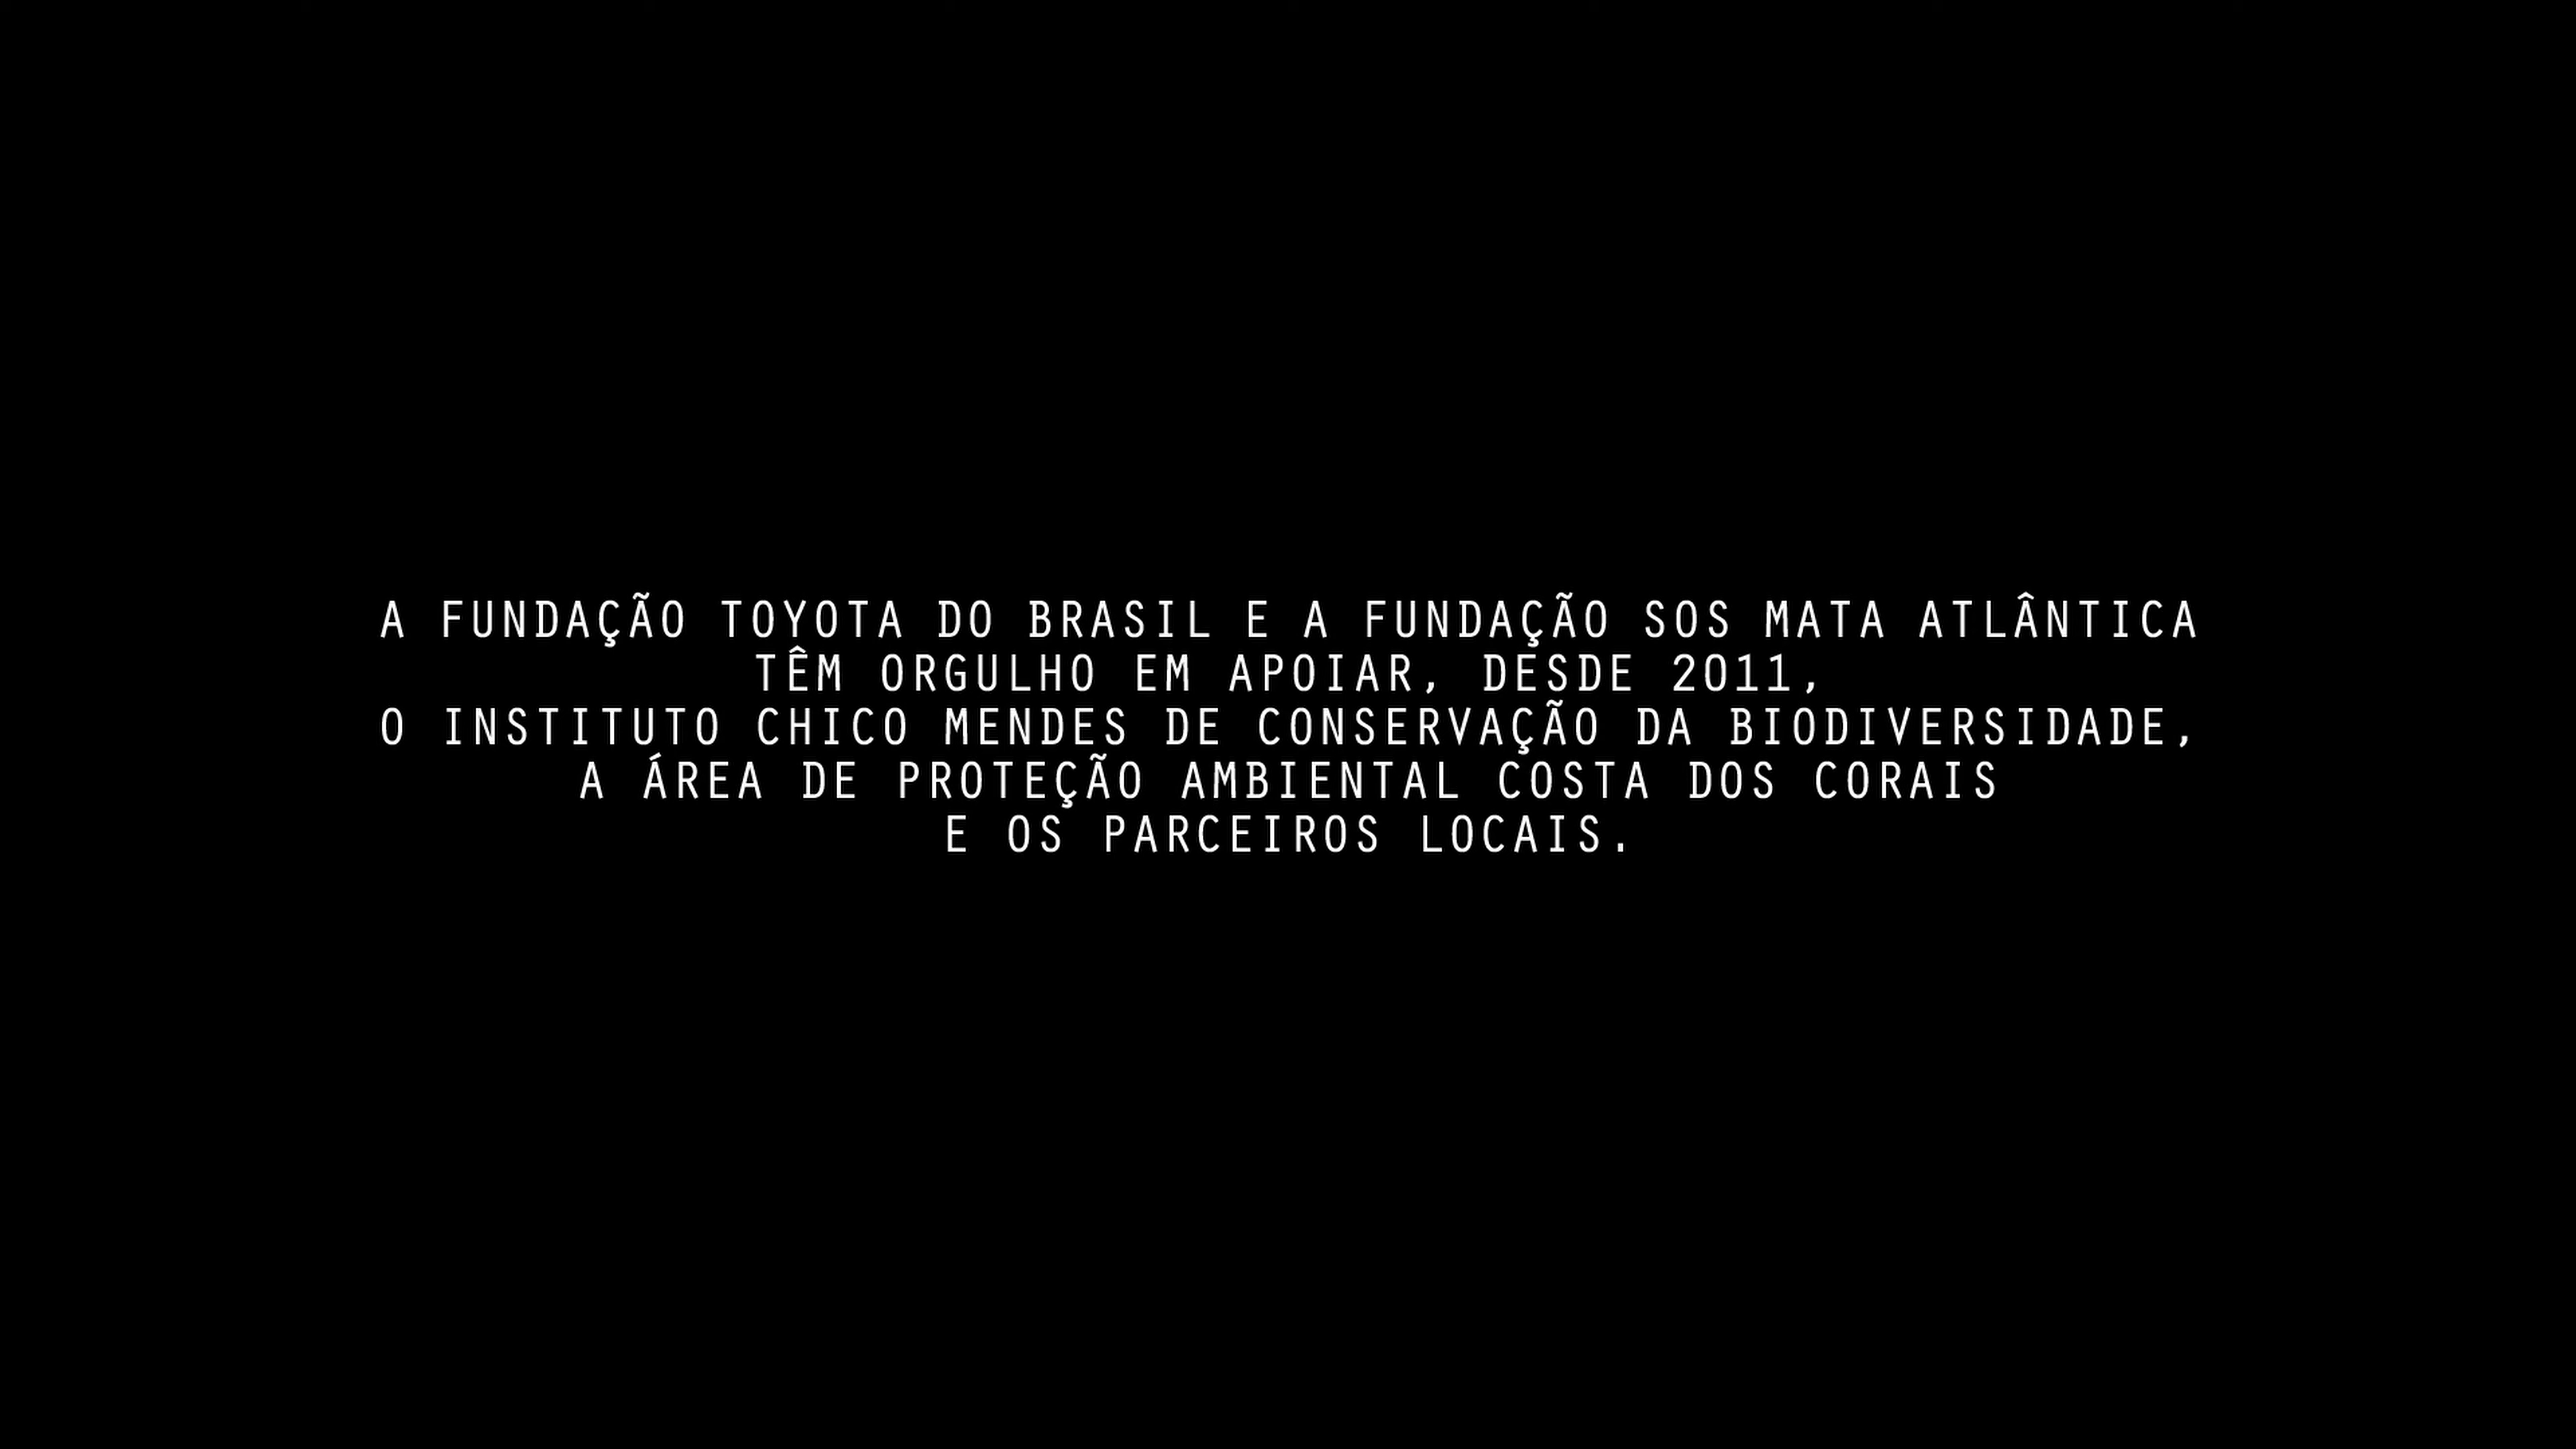 A FUNDAÇÃO TOYOTA DO BRASIL E A FUNDAÇÃO SOS MATA ATLÂNTICA
TÊM ORGULHO EM APOIAR, DESDE 2011,
O INSTITUTO CHICO MENDES DE CONSERVAÇÃO DA BIODIVERSIDADE,
A ÁREA DE PROTEÇÃO AMBIENTAL COSTA DOS CORAIS
E OS PARCEIROS LOCAIS.